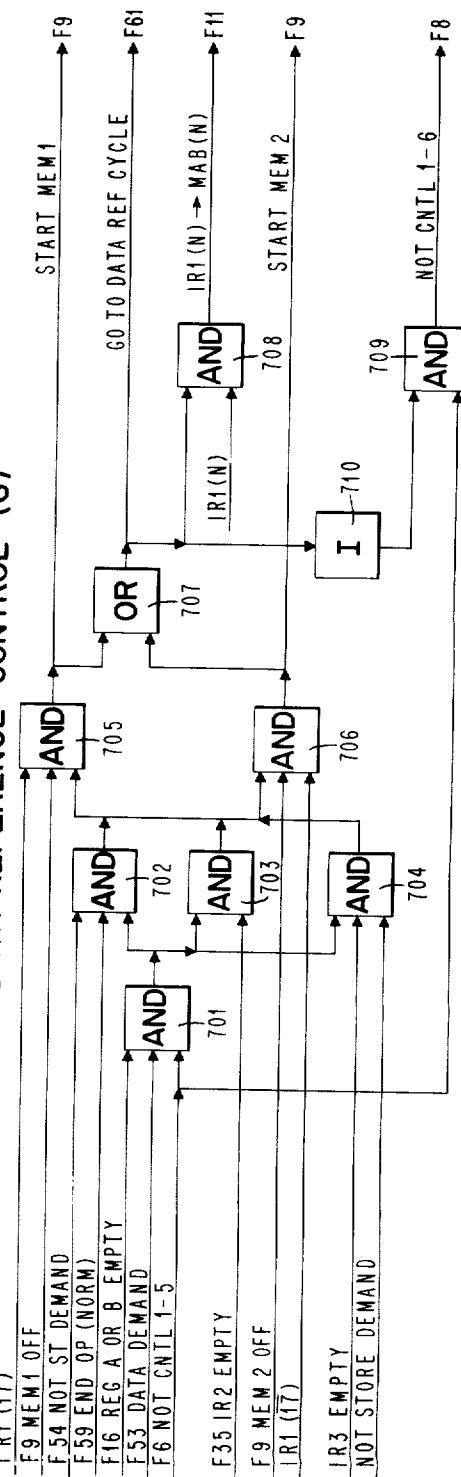 REFERENCE CONTROL
IR1 (17)
F9 MEM1 OFF
F54 NOT ST DEMAND
F59 END OP (NORM)
F16 REG A OR B EMPTY
F53 DATA DEMAND
F6 NOT CNTL 1-5
F35 IR2 EMPTY
F9 MEM 2 OFF
IR1 (17)
IR3 EMPTY
NOT STORE DEMAND
AND
701
AND
702
AND
703
AND
704
AND
705
AND
706
OR
707
IR1(N)
AND
708
I
710
AND
709
START MEM1
F9
GO TO DATA REF CYCLE
F61
IR1(N)→MAB(N)
F11
START MEM 2
F9
NOT CNTL 1-6
F8